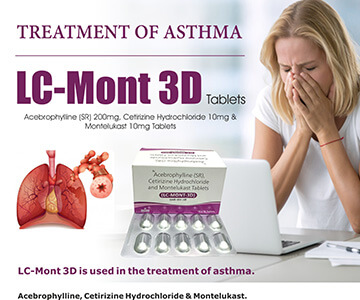 TREATMENT OF ASTHMA
LC-Mont 3D Tablets
Acebrophylline (SR) 200mg, Cetirizine Hydrochloride 10mg &
Montelukast 10mg Tablets
Acebrophylline (SR),
Cetirizine Hydrochloride
and Montelukast Tablets
(LC-MONT-3D)
LC-Mont 3D is used in the treatment of asthma.
Acebrophylline, Cetirizine Hydrochloride & Montelukast.